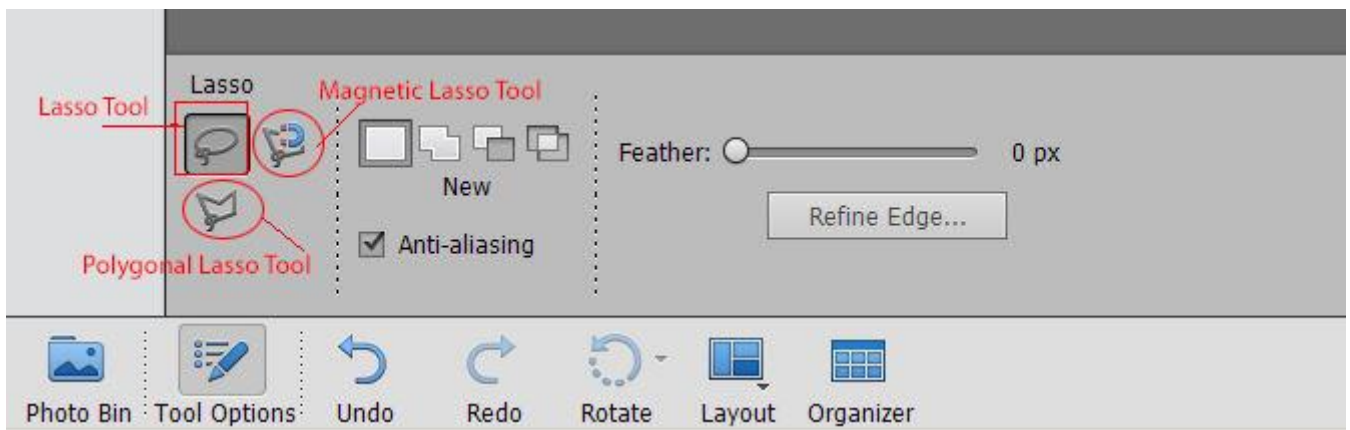 Lasso
Magnetic Lasso Tool
Lasso Tool
Feather: 0 px
New
Refine Edge...
Anti-aliasing
Polygonal Lasso Tool
Photo Bin Tool Options Undo Redo Rotate Layout Organizer